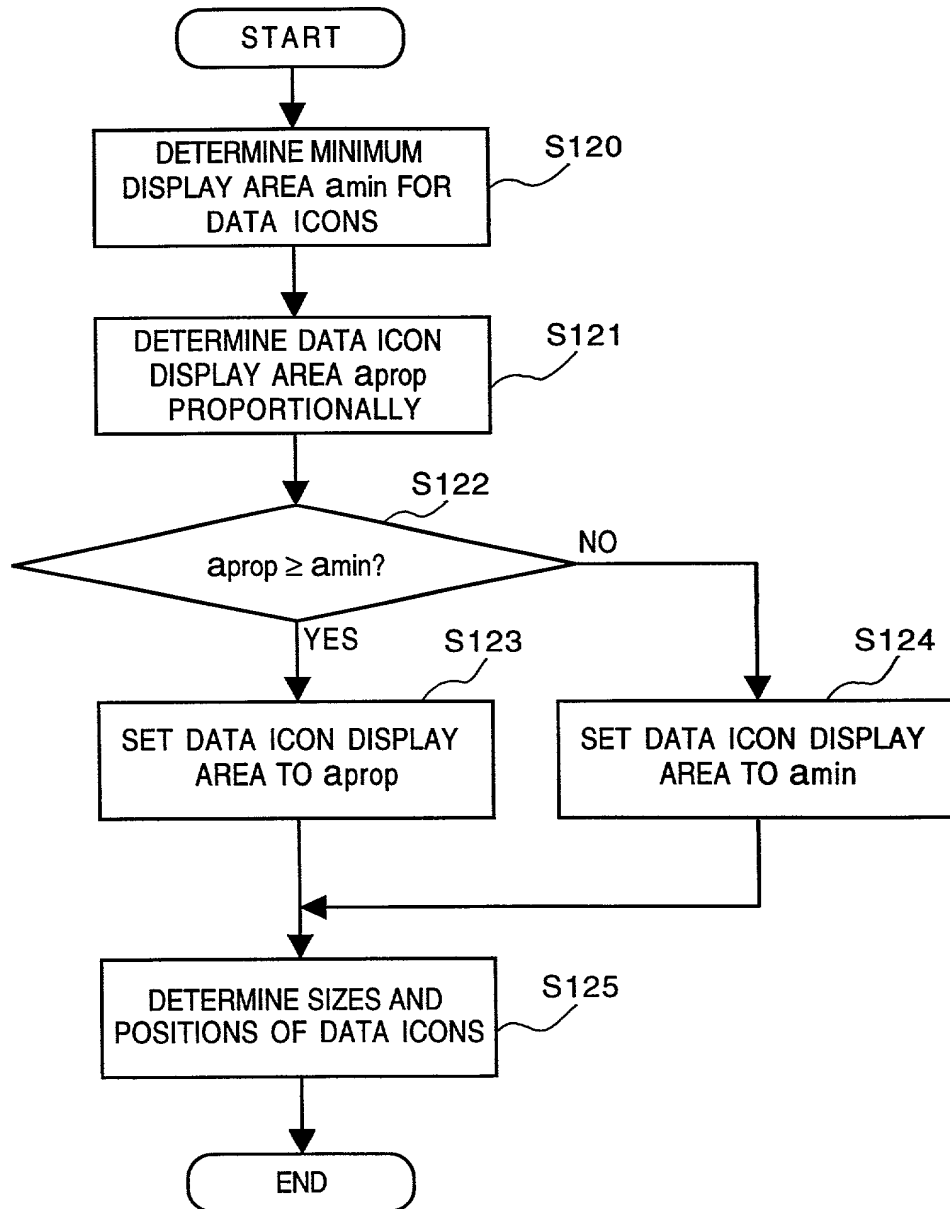 START
DETERMINE MINIMUM
DISPLAY AREA amin FOR
DATA ICONS
S120
DETERMINE DATA ICON
DISPLAY AREA aprop
PROPORTIONALLY
S121
S122
aprop ≥ amin?
NO
YES
S123
SET DATA ICON DISPLAY
AREA TO aprop
S124
SET DATA ICON DISPLAY
AREA TO amin
DETERMINE SIZES AND
POSITIONS OF DATA ICONS
S125
END